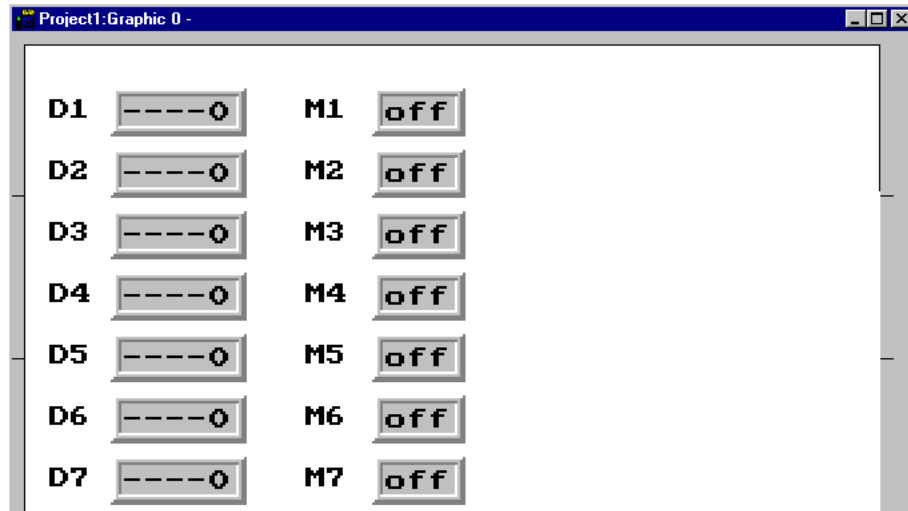 Project1:Graphic 0 -
D1 ----0 M1 off
D2 ----0 M2 off
D3 ----0 M3 off
D4 ----0 M4 off
D5 ----0 M5 off
D6 ----0 M6 off
D7 ----0 M7 off